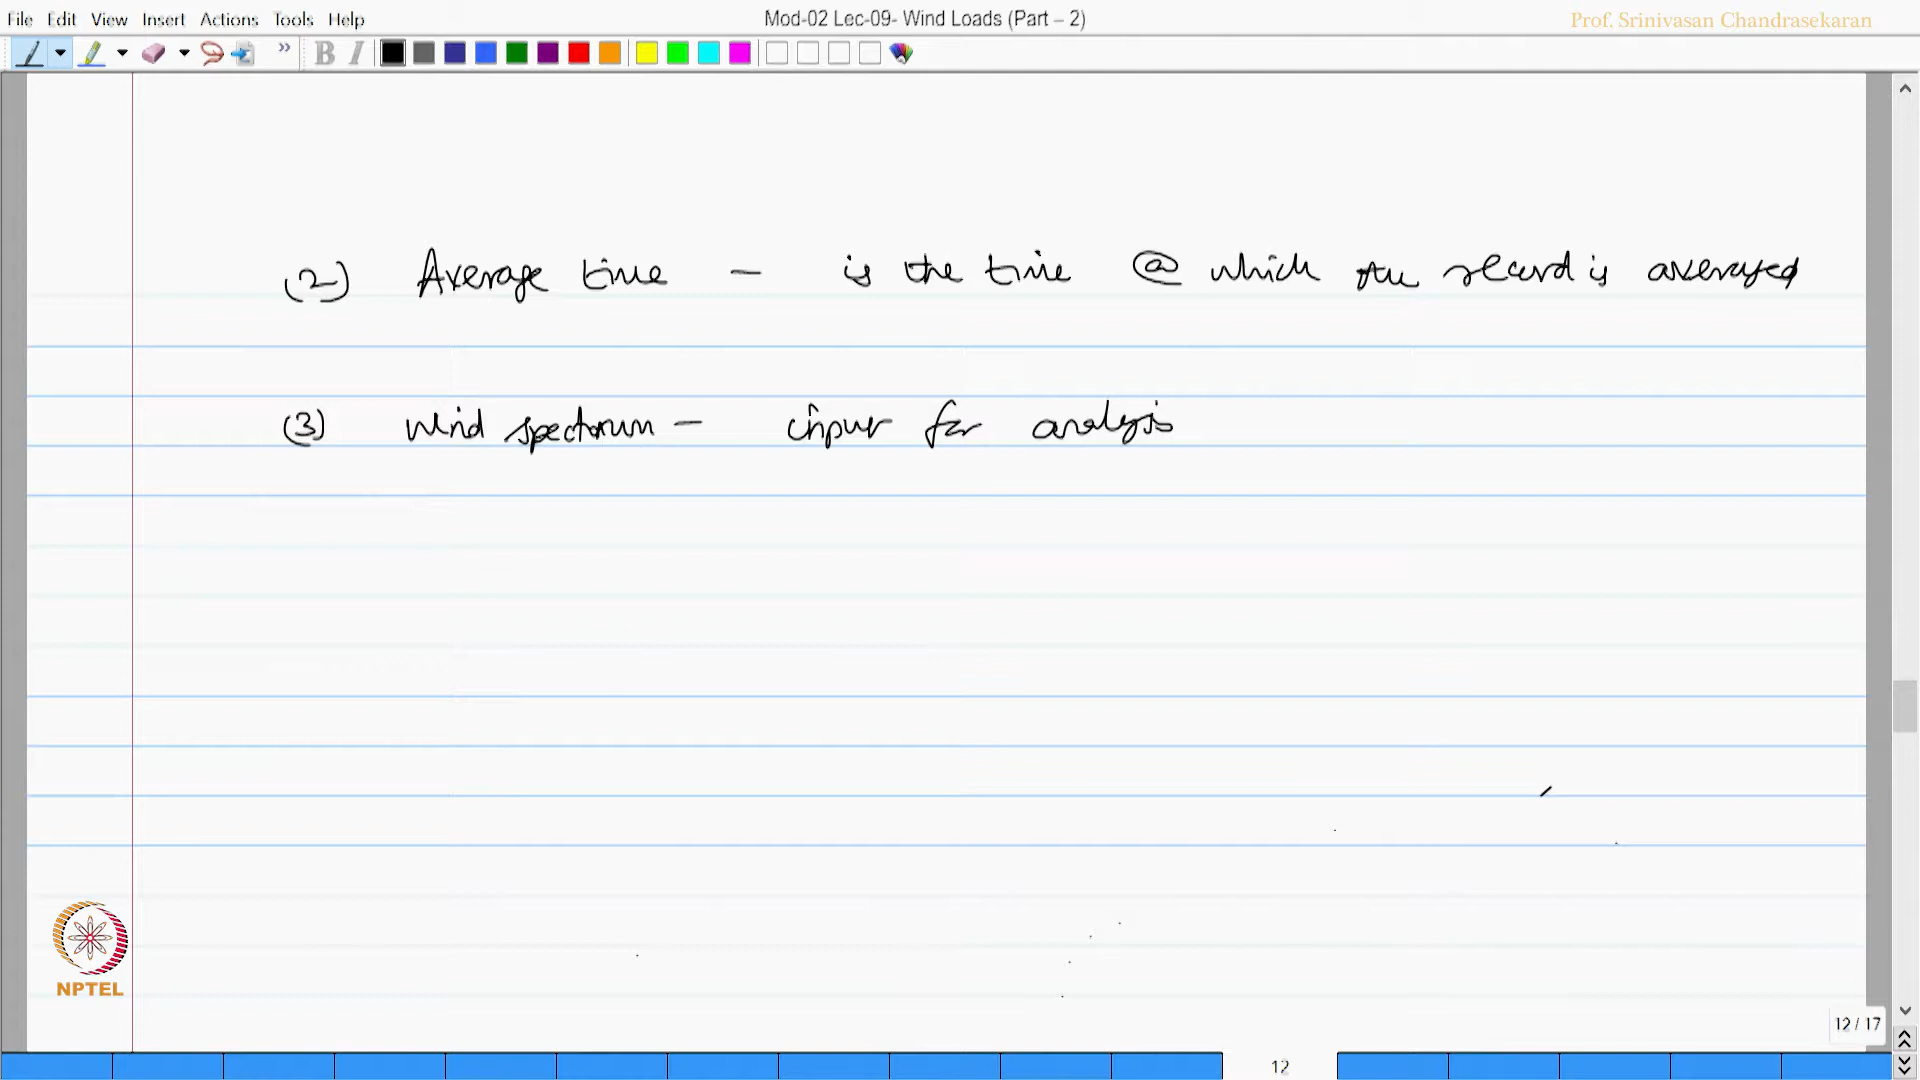 File Edit View Insert Actions Tools Help
Mod-02 Lec-09- Wind Loads (Part – 2)
Prof. Srinivasan Chandrasekaran
B I
(2) Average time — is the time @ which the record is averaged
(3) Wind spectrum — input for analysis
NPTEL
12 / 17
12